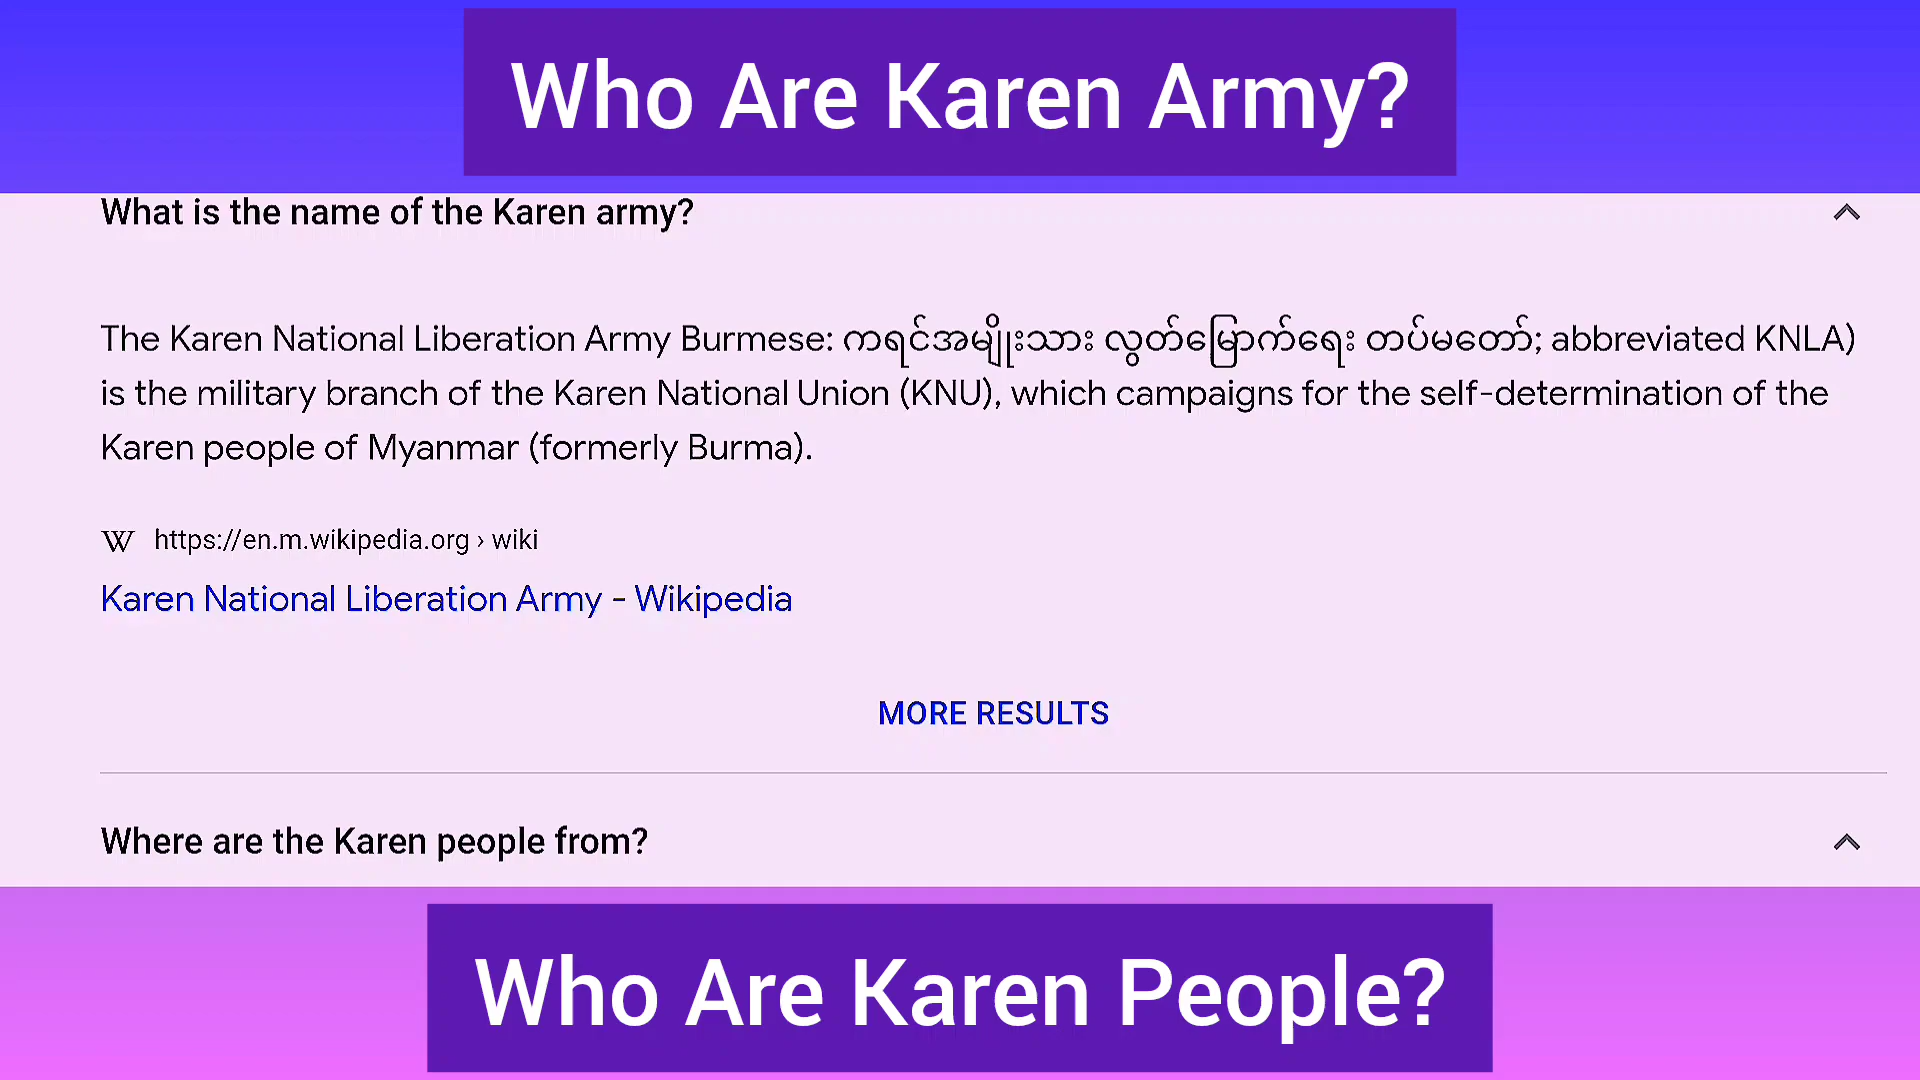 Who Are Karen Army?
What is the name of the Karen army?
The Karen National Liberation Army Burmese: ကရင်အမျိုးသား လွတ်မြောက်ရေး တပ်မတော်; abbreviated KNLA)
is the military branch of the Karen National Union (KNU), which campaigns for the self-determination of the
Karen people of Myanmar (formerly Burma).
W https://en.m.wikipedia.org › wiki
Karen National Liberation Army - Wikipedia
MORE RESULTS
Where are the Karen people from?
Who Are Karen People?